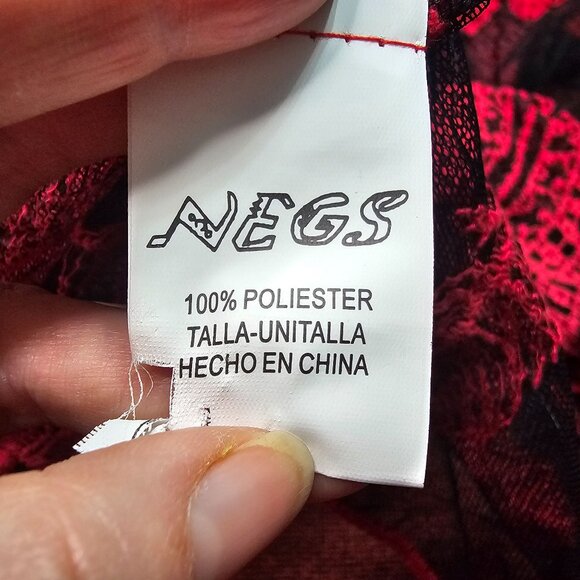 NEGS
100% POLIESTER
TALLA-UNITALLA
HECHO EN CHINA